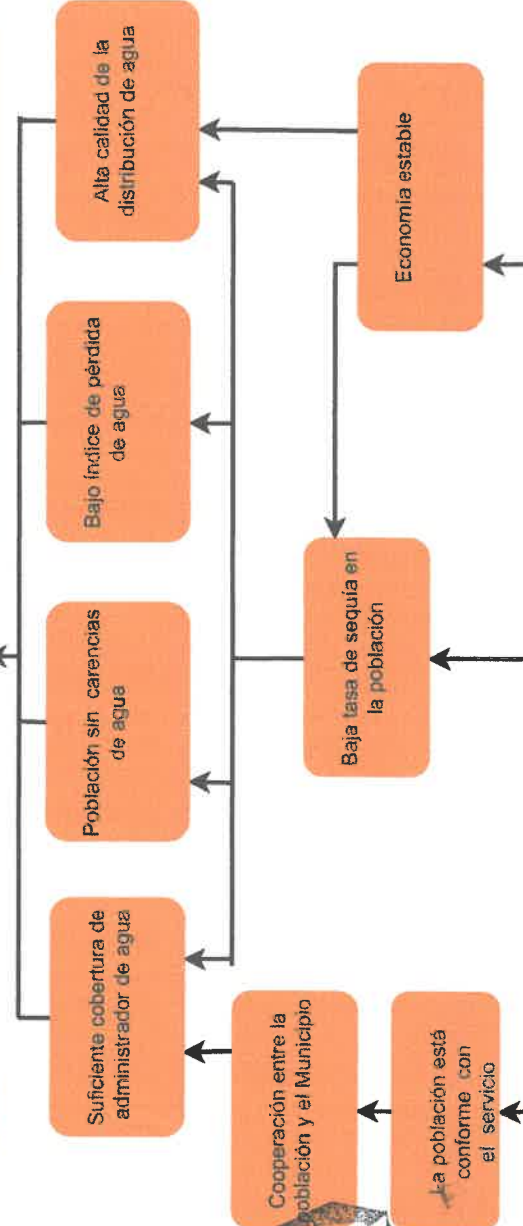 Suficiente cobertura de
administrador de agua
Población sin carencias
de agua
Bajo índice de pérdida
de agua
Alta calidad de la
distribución de agua
Cooperación entre la
población y el Municipio
Baja tasa de sequía en
la población
Economía estable
La población está
conforme con
el servicio